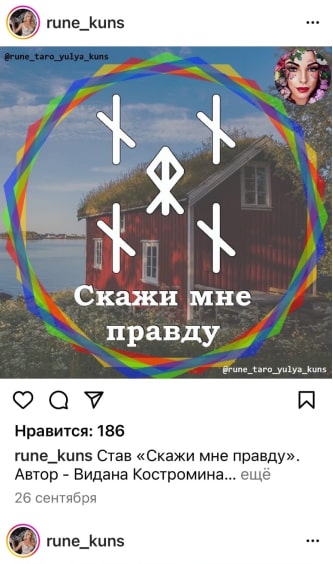 rune_kuns
@rune_taro_yulya_kuns
Скажи мне
правду
@rune_taro_yulya_kuns
Нравится: 186
rune_kuns Став «Скажи мне правду».
Автор - Видана Костромина... ещё
26 сентября
rune_kuns